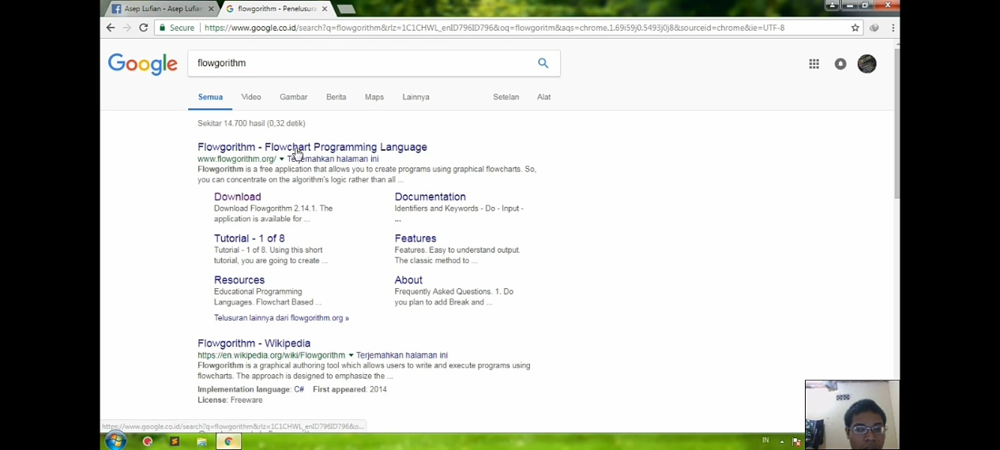 Asep Lufian - Asep Lufian
flowgorithm - Penelusura
Secure
https://www.google.co.id/search?q=flowgorithm&rlz=1C1CHWL_enID796ID796&oq=flowgoritm&aqs=chrome.1.69i59j0.5493j0j8&sourceid=chrome&ie=UTF-8
Google
flowgorithm
Semua Video Gambar Berita Maps Lainnya Setelan Alat
Sekitar 14.700 hasil (0,32 detik)
Flowgorithm - Flowchart Programming Language
www.flowgorithm.org/ Terjemahkan halaman ini
Flowgorithm is a free application that allows you to create programs using graphical flowcharts. So,
you can concentrate on the algorithm's logic rather than all ...
Download
Download Flowgorithm 2.14.1. The
application is available for ...
Documentation
Identifiers and Keywords - Do - Input -
...
Tutorial - 1 of 8
Tutorial - 1 of 8. Using this short
tutorial, you are going to create ...
Features
Features. Easy to understand output.
The classic method to ...
Resources
Educational Programming
Languages. Flowchart Based ...
About
Frequently Asked Questions. 1. Do
you plan to add Break and ...
Telusuran lainnya dari flowgorithm.org »
Flowgorithm - Wikipedia
https://en.wikipedia.org/wiki/Flowgorithm Terjemahkan halaman ini
Flowgorithm is a graphical authoring tool which allows users to write and execute programs using
flowcharts. The approach is designed to emphasize the ...
Implementation language: C# First appeared: 2014
License: Freeware
https://www.google.co.id/search?q=flowgorithm&rlz=1C1CHWL_enID796ID796&o...
IN